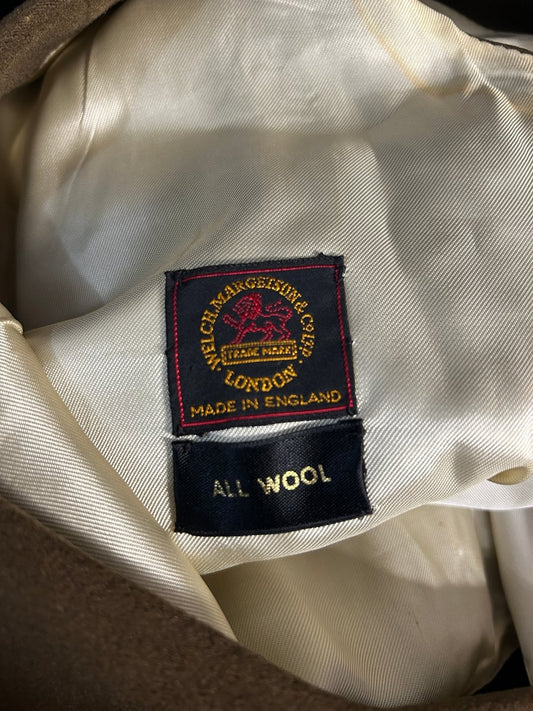 WELCH, MARGETSON & CO LTD.
TRADE MARK
· LONDON ·
MADE IN ENGLAND
ALL WOOL